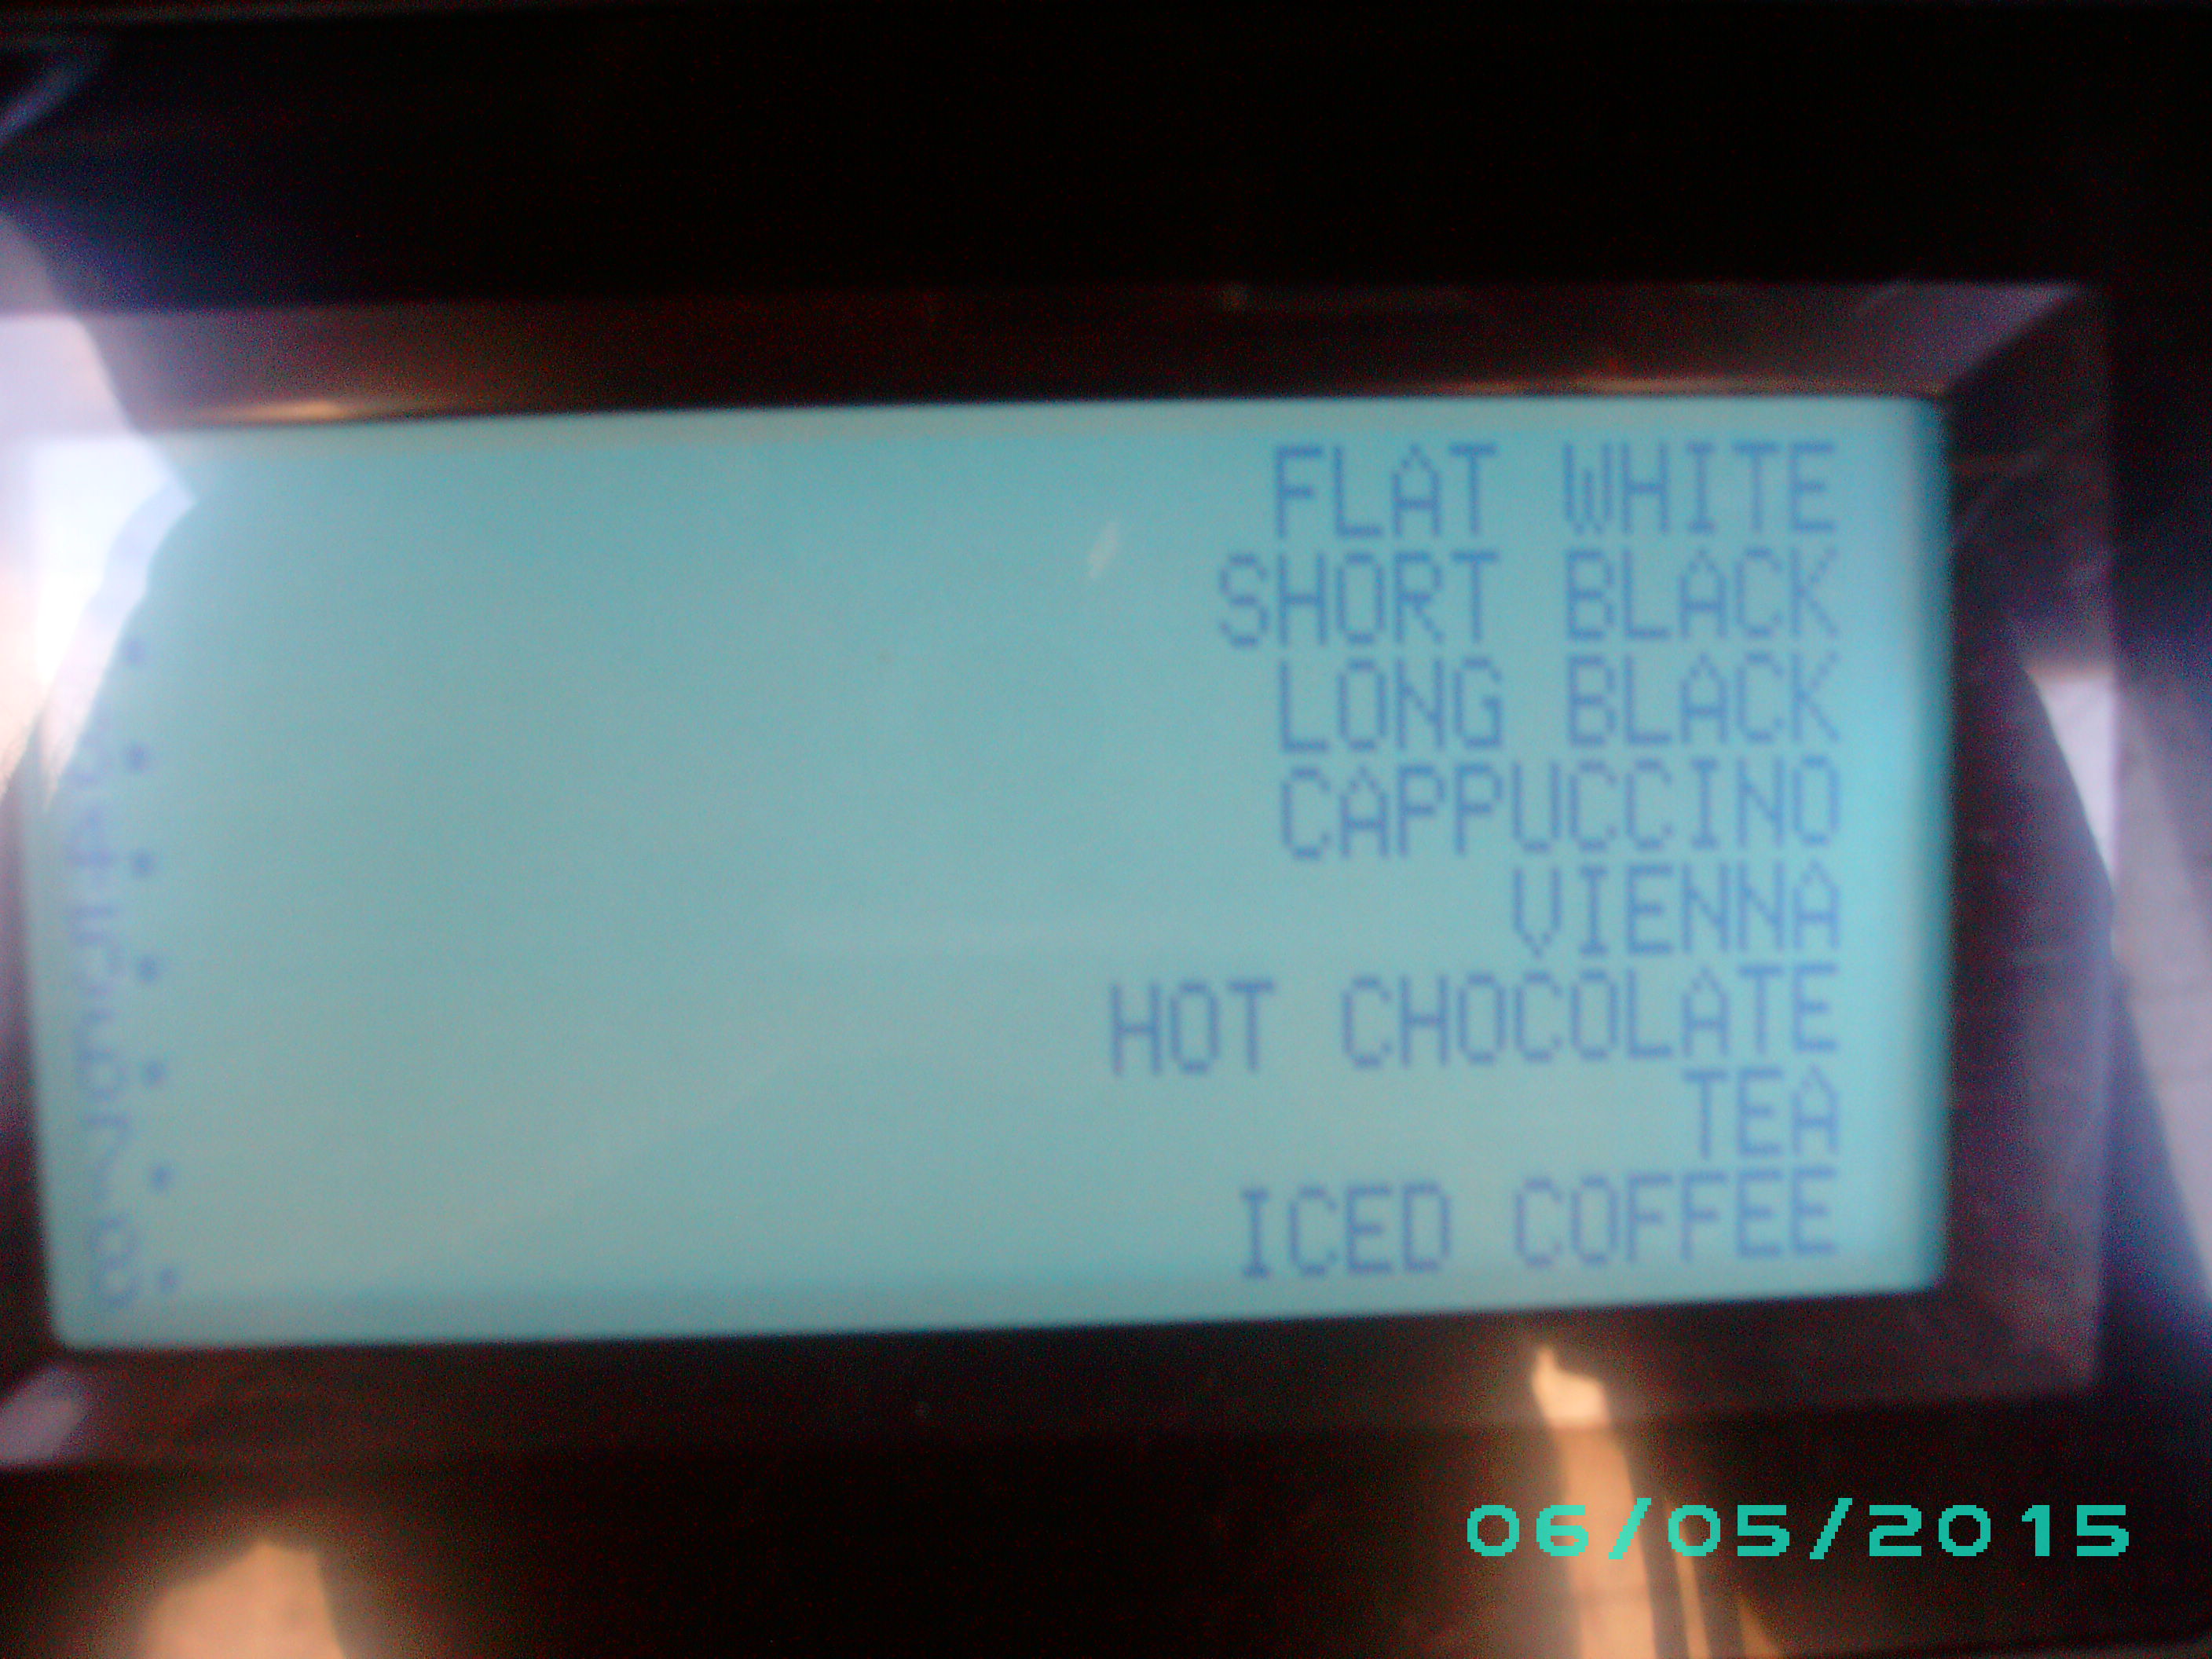 FLAT WHITE
SHORT BLACK
LONG BLACK
CAPPUCCINO
VIENNA
HOT CHOCOLATE
TEA
ICED COFFEE
06/05/2015